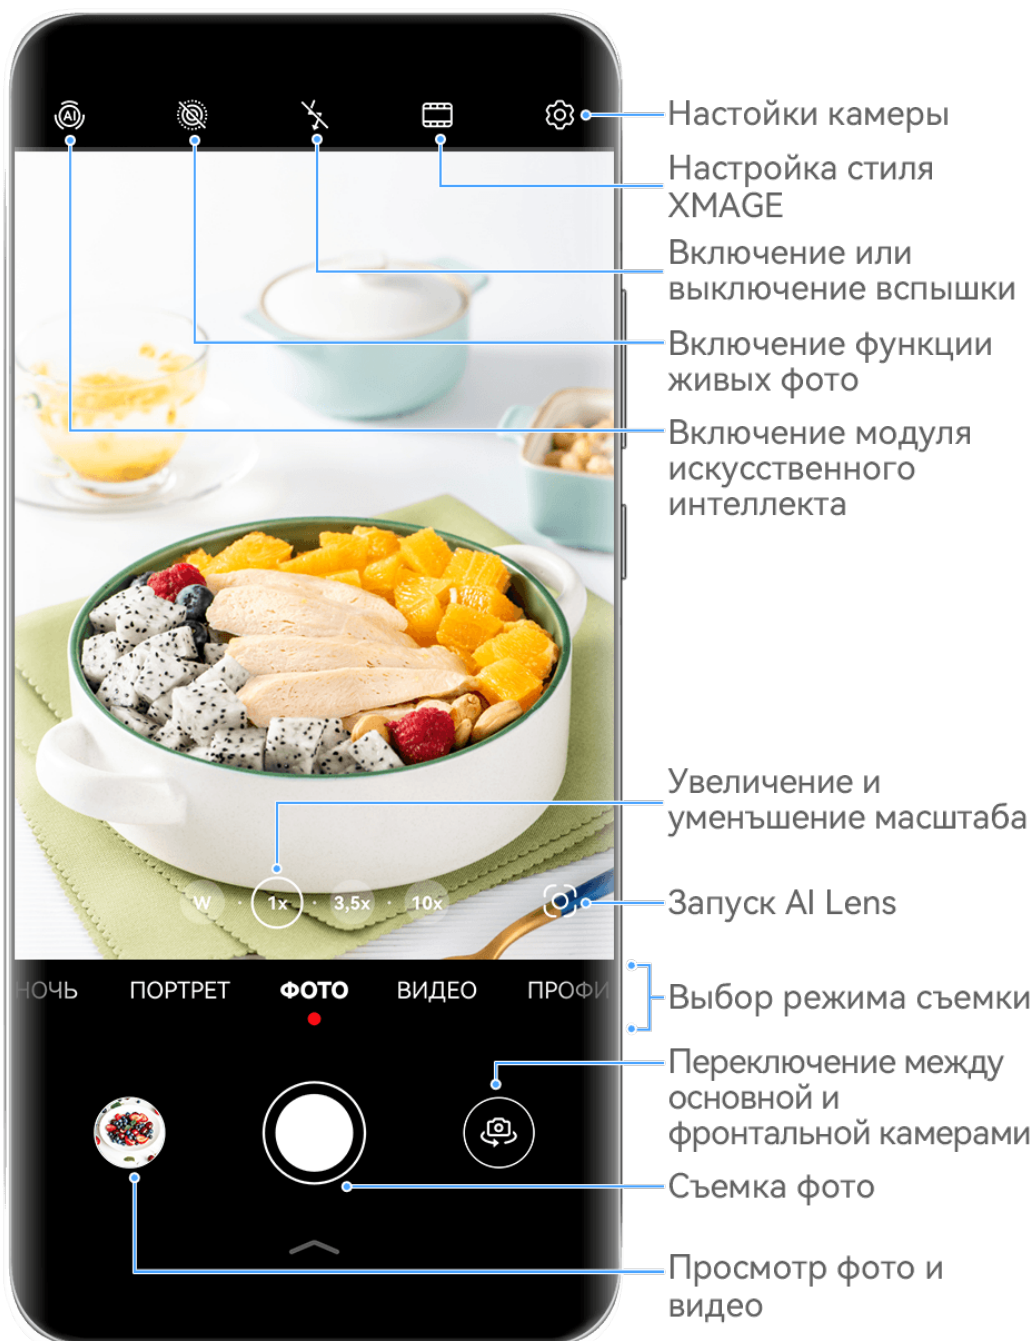 AI
Настойки камеры
Настройка стиля
XMAGE
Включение или
выключение вспышки
Включение функции
живых фото
Включение модуля
искусственного
интеллекта
Увеличение и
уменъшение масштаба
W · 1x · 3,5x · 10x
Запуск AI Lens
НОЧЬ ПОРТРЕТ ФОТО ВИДЕО ПРОФИ
Выбор режима съемки
Переключение между
основной и
фронтальной камерами
Съемка фото
Просмотр фото и
видео